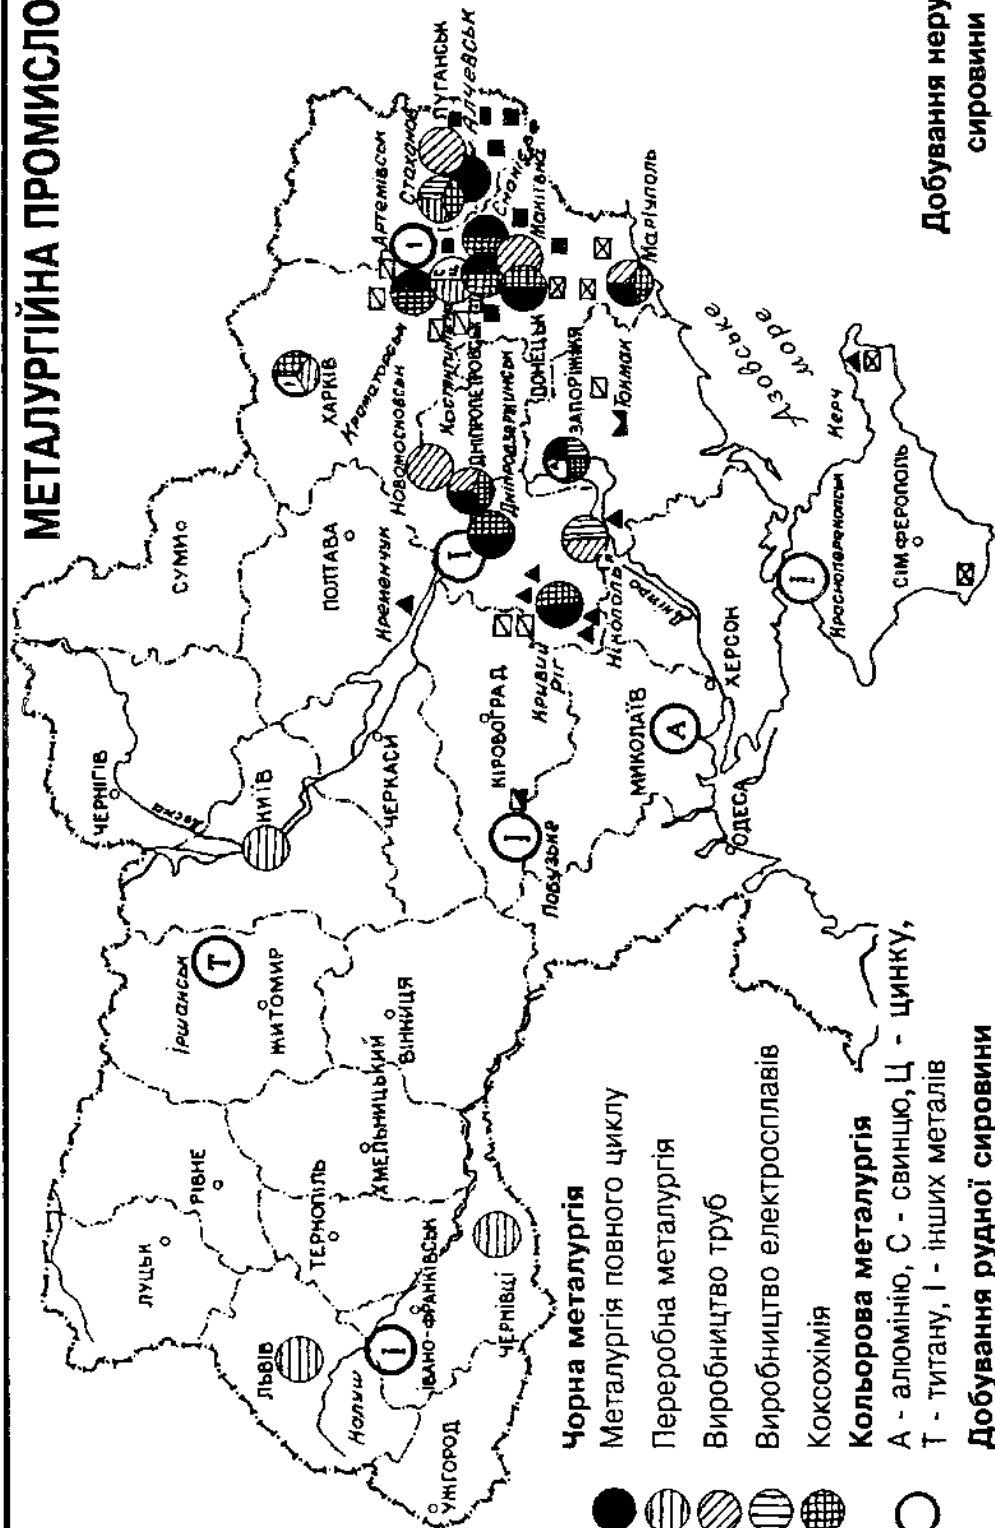 МЕТАЛУРГІЙНА ПРОМИСЛО
ЛУЦЬК
РІВНЕ
ЛЬВІВ
ТЕРНОПІЛЬ
ХМЕЛЬНИЦЬКИЙ
ІВАНО-ФРАНКІВСЬК
Калуш
І
УЖГОРОД
ЧЕРНІВЦІ
Іршанськ
Т
ЖИТОМИР
ВІННИЦЯ
ЧЕРНІГІВ
Десна
КИЇВ
ЧЕРКАСИ
СУМИ
ПОЛТАВА
Кременчук
І
КІРОВОГРАД
І
Побузьке
Кривий
Ріг
Нікополь
Дніпро
МИКОЛАЇВ
А
ОДЕСА
ХЕРСОН
ХАРКІВ
Краматорськ
Новомосковськ
ДНІПРОПЕТРОВСЬК
Дніпродзержинськ
ДОНЕЦЬК
ЗАПОРІЖЖЯ
А
Токмак
Артемівськ
І
Стаханов
ЛУГАНСЬК
Алчевськ
Макіївка
Маріуполь
Азовське
море
Керч
Красноперекопськ
І
СІМФЕРОПОЛЬ
Чорна металургія
Металургія повного циклу
Переробна металургія
Виробництво труб
Виробництво електросплавів
Коксохімія
Кольорова металургія
А - алюмінію, С - свинцю, Ц - цинку,
Т - титану, І - інших металів
Добування рудної сировини
Добування неру
сировини